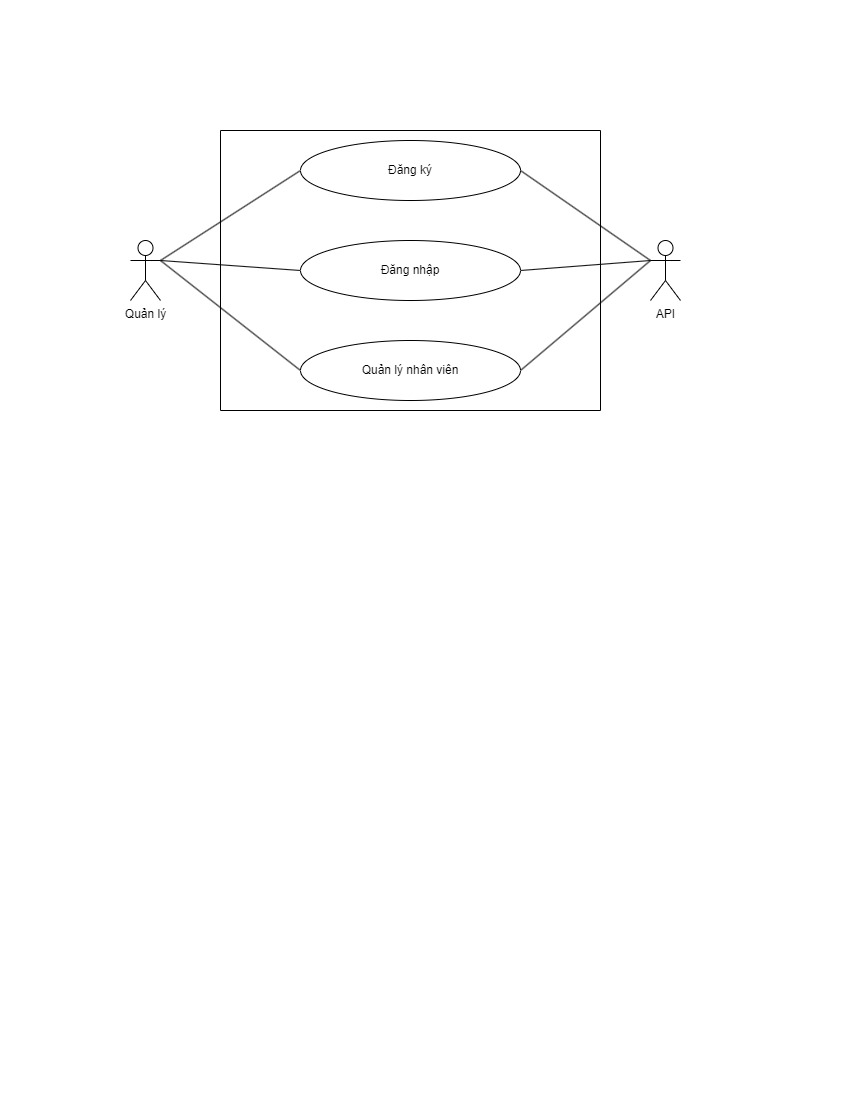 Đăng ký
Đăng nhập
Quản lý
API
Quản lý nhân viên